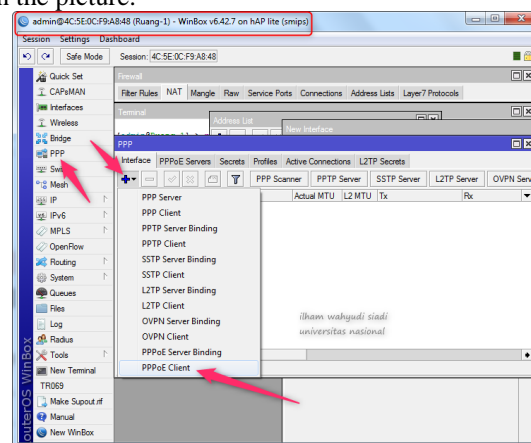 n the picture.
admin@4C:5E:0C:F9:A8:48 (Ruang-1) - WinBox v6.42.7 on hAP lite (smips)
Session Settings Dashboard
Safe Mode Session: 4C:5E:0C:F9:A8:48
Quick Set
CAPsMAN
Interfaces
Wireless
Bridge
PPP
Mesh
IP
IPv6
MPLS
OpenFlow
Routing
System
Queues
Files
Log
Radius
Tools
New Terminal
TR069
Make Supout.rif
Manual
New WinBox
outerOS WinBox
Firewall
Filter Rules NAT Mangle Raw Service Ports Connections Address Lists Layer7 Protocols
Terminal
Address List
New Interface
PPP
Interface PPPoE Servers Secrets Profiles Active Connections L2TP Secrets
PPP Scanner PPTP Server SSTP Server L2TP Server OVPN Serv
Actual MTU L2 MTU Tx Rx
PPP Server
PPP Client
PPTP Server Binding
PPTP Client
SSTP Server Binding
SSTP Client
L2TP Server Binding
L2TP Client
OVPN Server Binding
OVPN Client
PPPoE Server Binding
PPPoE Client
ilham wahyudi siadi
universitas nasional